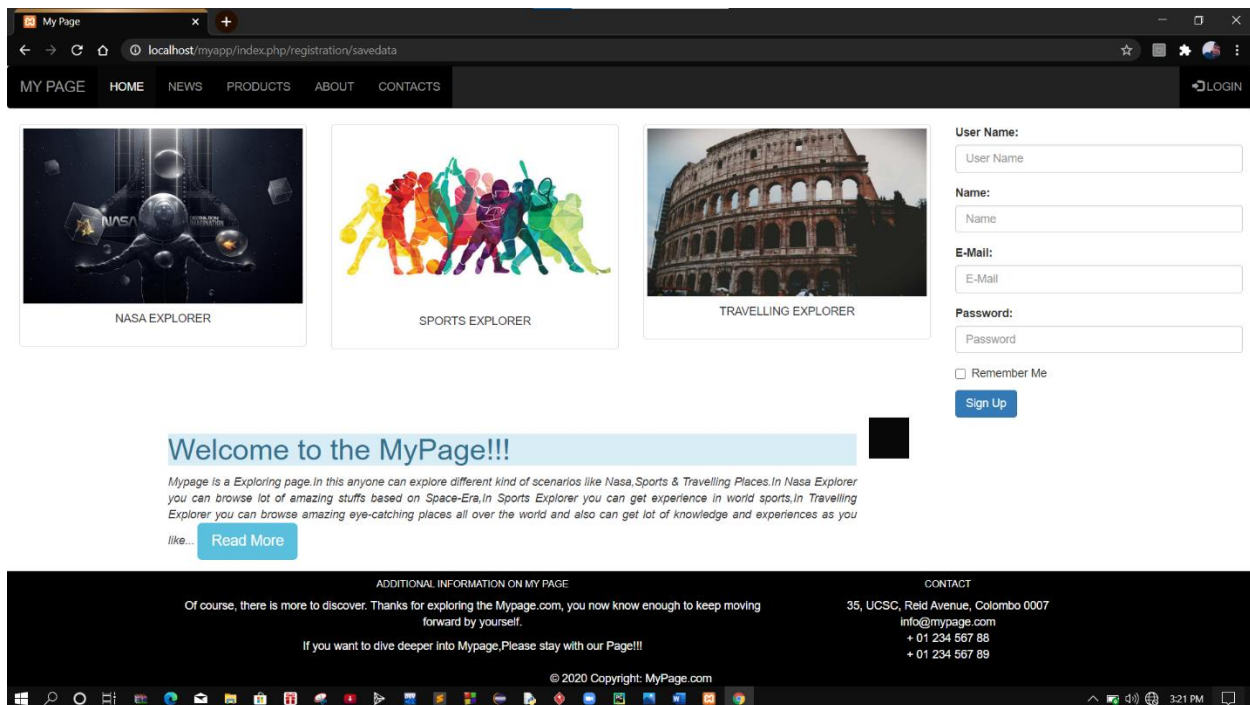 My Page
localhost/myapp/index.php/registration/savedata
MY PAGE HOME NEWS PRODUCTS ABOUT CONTACTS LOGIN
NASA
NASA EXPLORER
SPORTS EXPLORER
TRAVELLING EXPLORER
User Name:
User Name
Name:
Name
E-Mail:
E-Mail
Password:
Password
Remember Me
Sign Up
Welcome to the MyPage!!!
Mypage is a Exploring page.In this anyone can explore different kind of scenarios like Nasa,Sports & Travelling Places.In Nasa Explorer
you can browse lot of amazing stuffs based on Space-Era,In Sports Explorer you can get experience in world sports,In Travelling
Explorer you can browse amazing eye-catching places all over the world and also can get lot of knowledge and experiences as you
like... Read More
ADDITIONAL INFORMATION ON MY PAGE
Of course, there is more to discover. Thanks for exploring the Mypage.com, you now know enough to keep moving
forward by yourself.
If you want to dive deeper into Mypage,Please stay with our Page!!!
CONTACT
35, UCSC, Reid Avenue, Colombo 0007
info@mypage.com
+ 01 234 567 88
+ 01 234 567 89
© 2020 Copyright: MyPage.com
3:21 PM